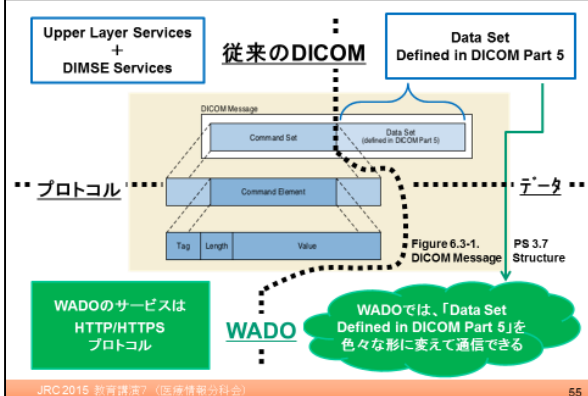 Upper Layer Services
+
DIMSE Services
従来のDICOM
Data Set
Defined in DICOM Part 5
DICOM Message
Command Set
Data Set
(defined in DICOM Part 5)
プロトコル
Command Element
データ
Tag
Length
Value
Figure 6.3-1.
DICOM Message
PS 3.7
Structure
WADOのサービスは
HTTP/HTTPS
プロトコル
WADO
WADOでは、「Data Set
Defined in DICOM Part 5」を
色々な形に変えて通信できる
JRC 2015 教育講演7 (医療情報分科会)
55